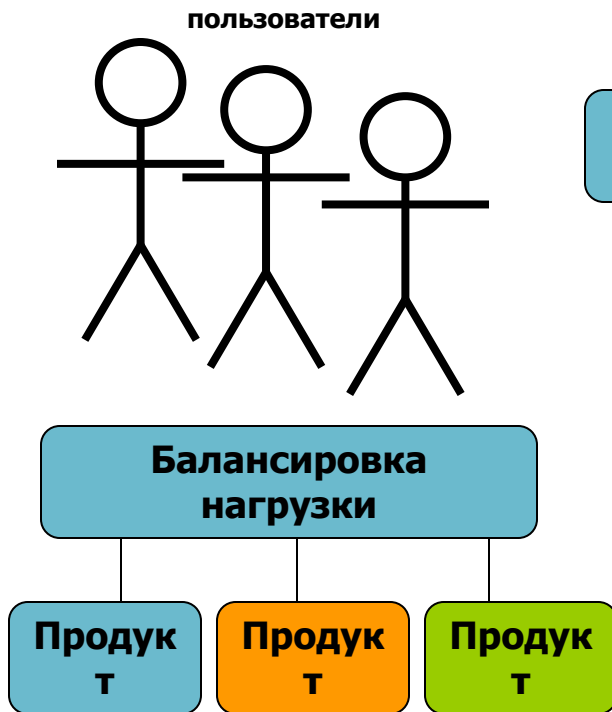 пользователи
Балансировка
нагрузки
Продук Продук Продук
т т т